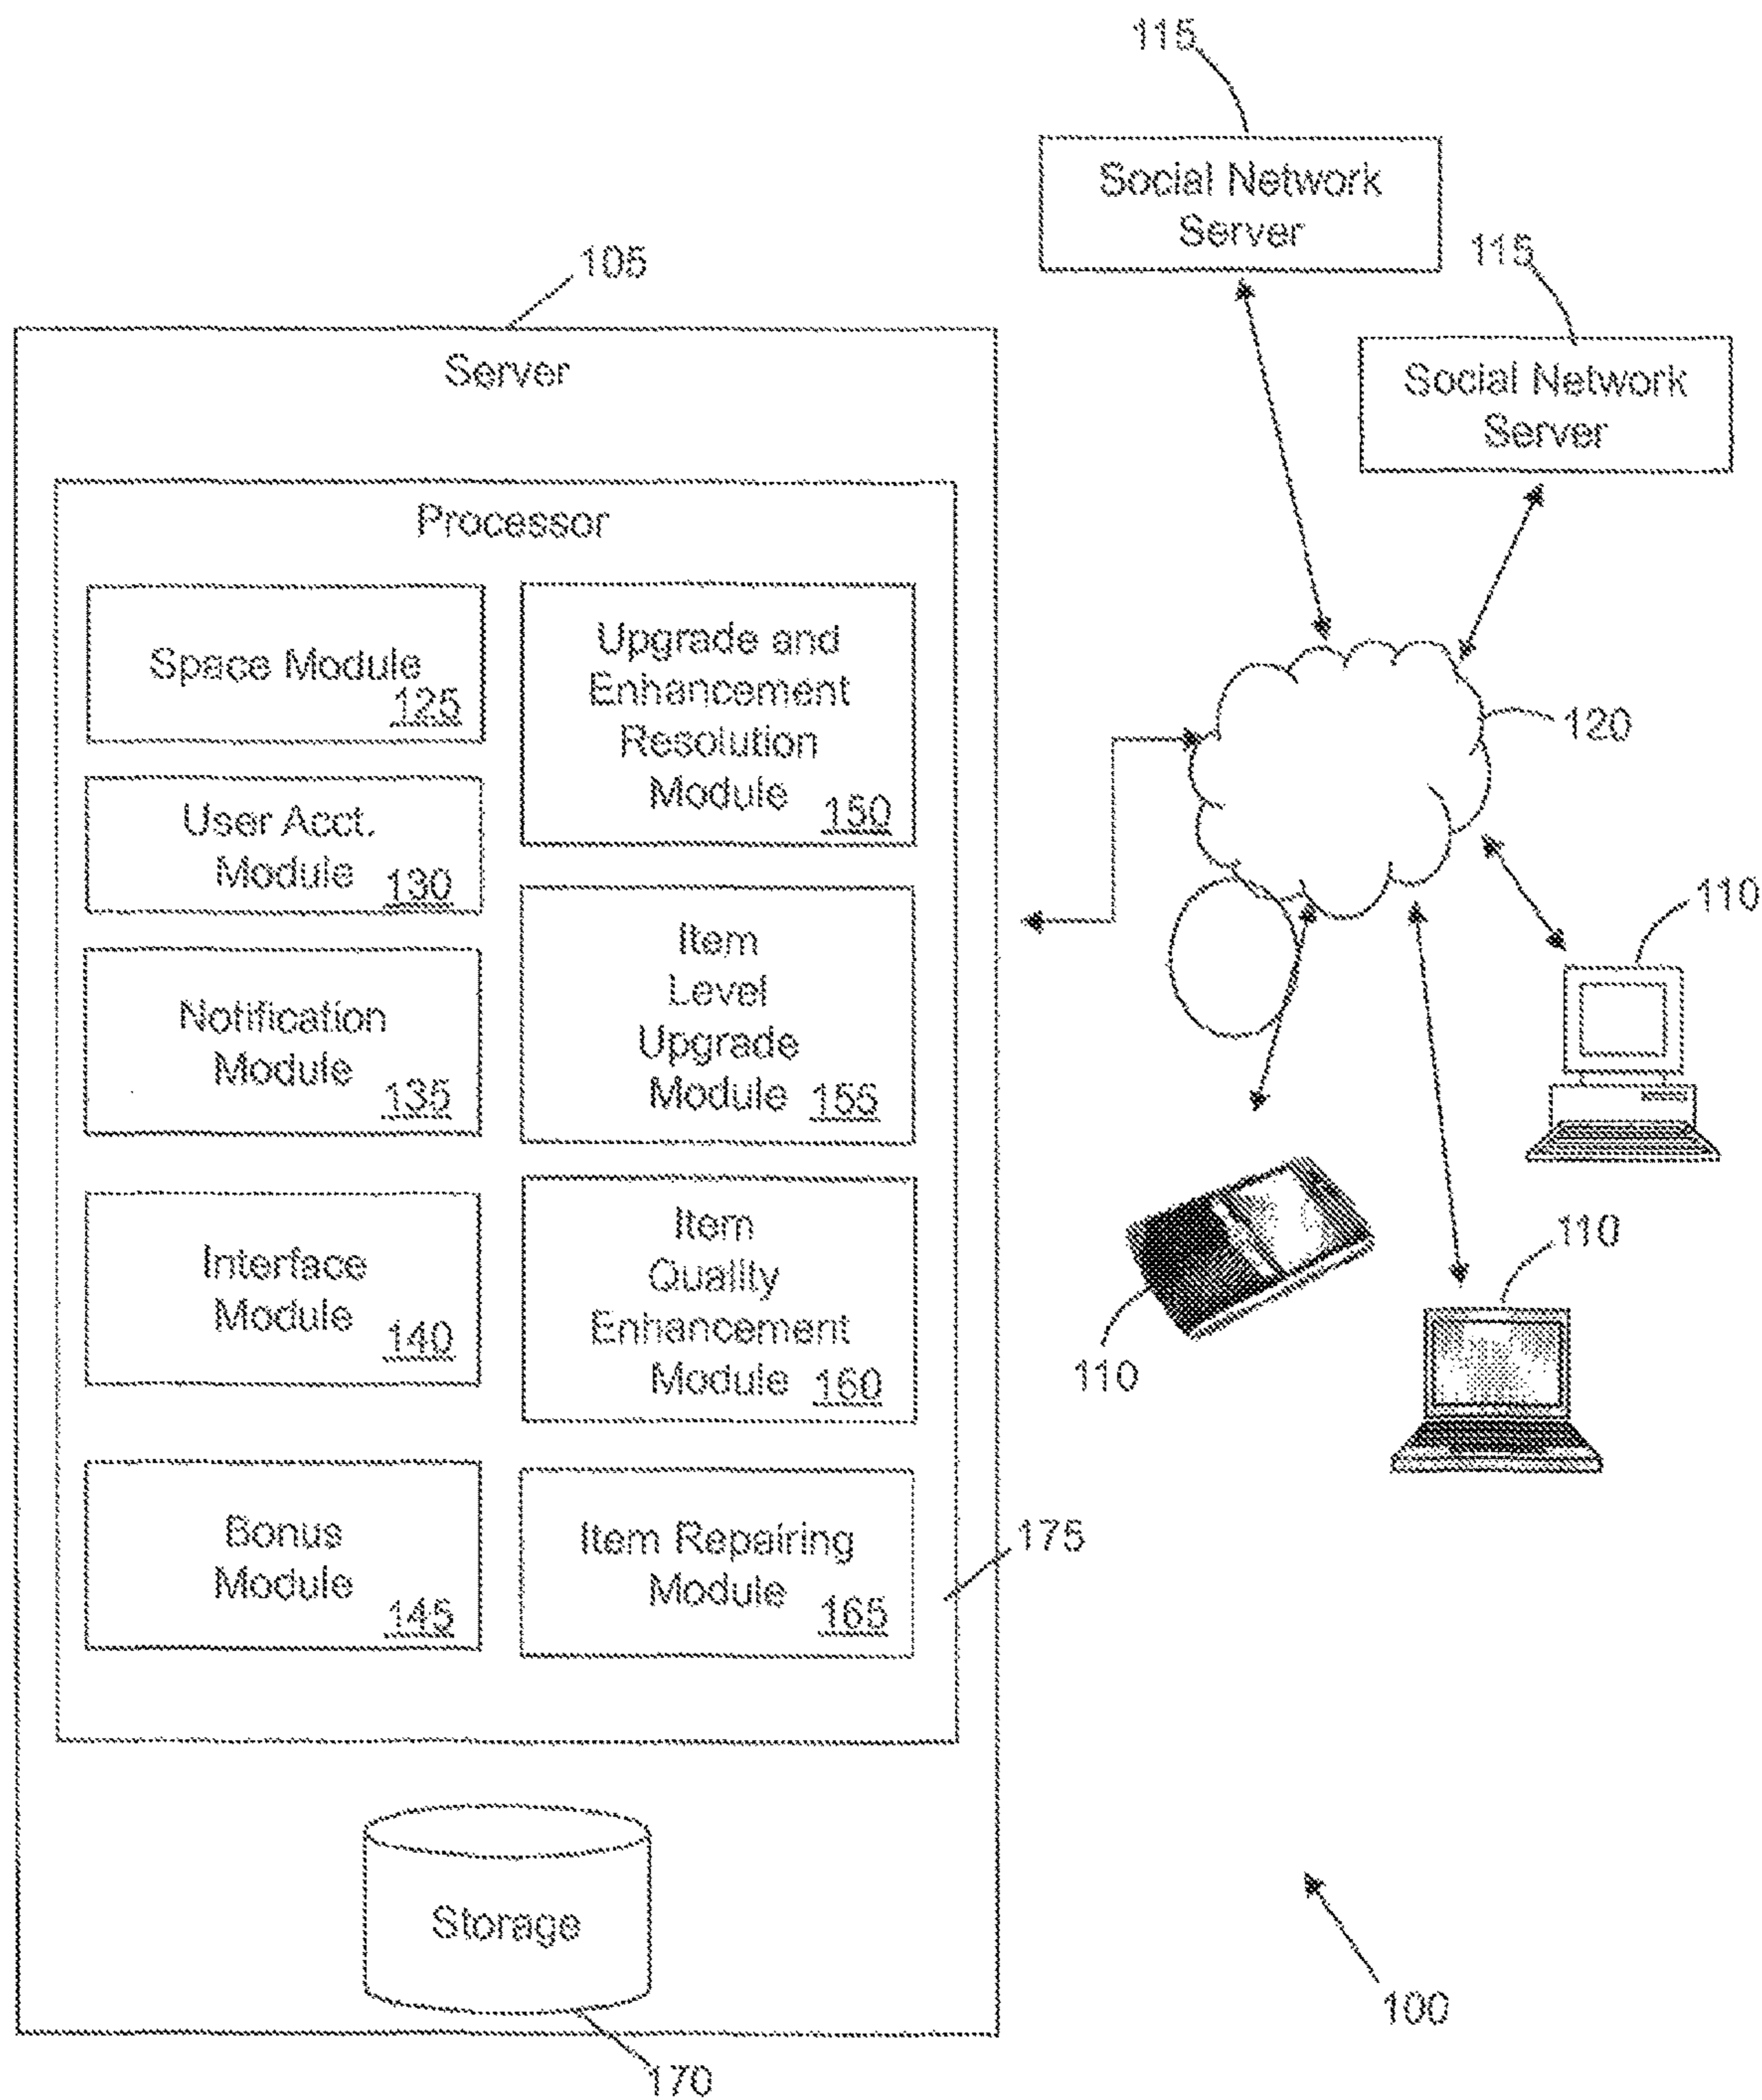 115
Social Network
Server
115
Social Network
Server
105
Server
Processor
Space Module
125
User Acct.
Module 130
Notification
Module 135
Interface
Module 140
Bonus
Module 145
Upgrade and
Enhancement
Resolution
Module 150
Item
Level
Upgrade
Module 155
Item
Quality
Enhancement
Module 160
Item Repairing
Module 165
175
Storage
170
120
110
110
110
100